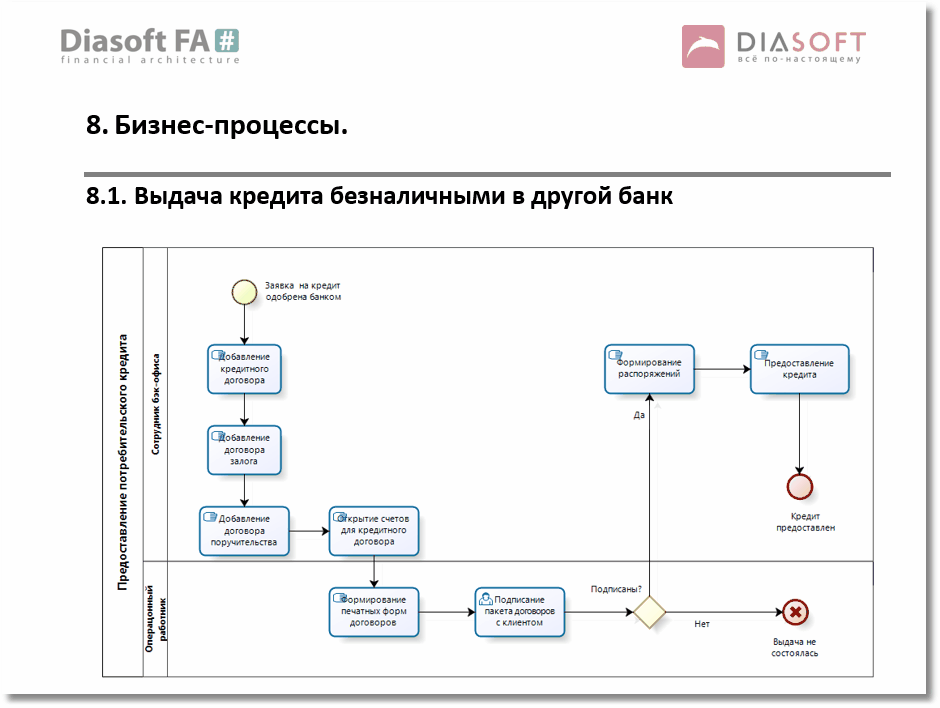 Diasoft FA#
financial architecture
DIASOFT
всё по-настоящему
8. Бизнес-процессы.
8.1. Выдача кредита безналичными в другой банк
Предоставление потребительского кредита
Сотрудник бэк-офиса
Заявка на кредит
одобрена банком
Добавление
кредитного
договора
Добавление
договора
залога
Добавление
договора
поручительства
Открытие счетов
для кредитного
договора
Формирование
распоряжений
Предоставление
кредита
Да
Кредит
предоставлен
Операционный
работник
Формирование
печатных форм
договоров
Подписание
пакета договоров
с клиентом
Подписаны?
Нет
Выдача не
состоялась